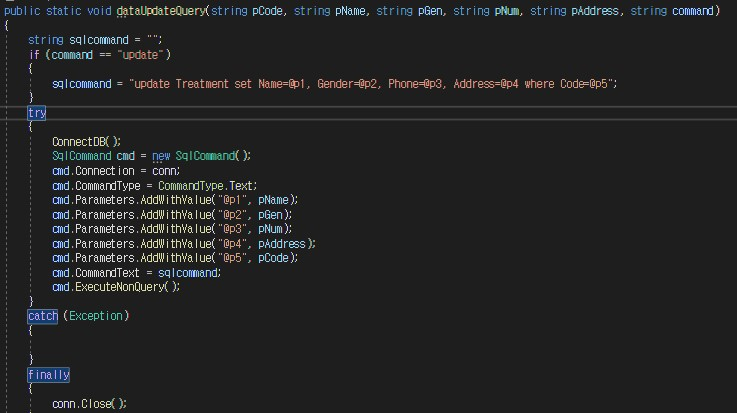 public static void dataUpdateQuery(string pCode, string pName, string pGen, string pNum, string pAddress, string command)
{
string sqlcommand = "";
if (command == "update")
{
sqlcommand = "update Treatment set Name=@p1, Gender=@p2, Phone=@p3, Address=@p4 where Code=@p5";
}
try
{
ConnectDB();
SqlCommand cmd = new SqlCommand();
cmd.Connection = conn;
cmd.CommandType = CommandType.Text;
cmd.Parameters.AddWithValue("@p1", pName);
cmd.Parameters.AddWithValue("@p2", pGen);
cmd.Parameters.AddWithValue("@p3", pNum);
cmd.Parameters.AddWithValue("@p4", pAddress);
cmd.Parameters.AddWithValue("@p5", pCode);
cmd.CommandText = sqlcommand;
cmd.ExecuteNonQuery();
}
catch (Exception)
{
}
finally
{
conn.Close();